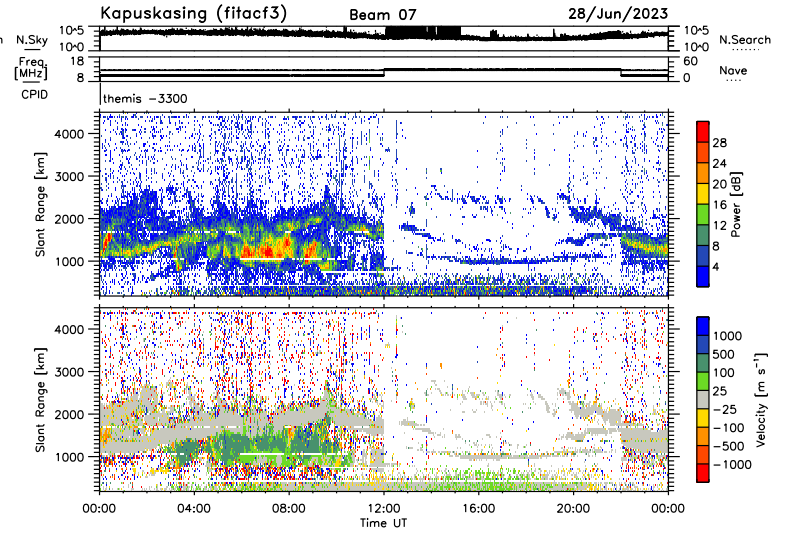 Kapuskasing (fitacf3) Beam 07 28/Jun/2023
N.Sky 10^5 10^0 10^5 10^0 N.Search
Freq. [MHz] 18 8 60 0 Nave
CPID themis -3300
Slant Range [km] 4000 3000 2000 1000
28 24 20 16 12 8 4 Power [dB]
Slant Range [km] 4000 3000 2000 1000
1000 500 100 25 -25 -100 -500 -1000 Velocity [m s^-1]
00:00 04:00 08:00 12:00 16:00 20:00 00:00
Time UT